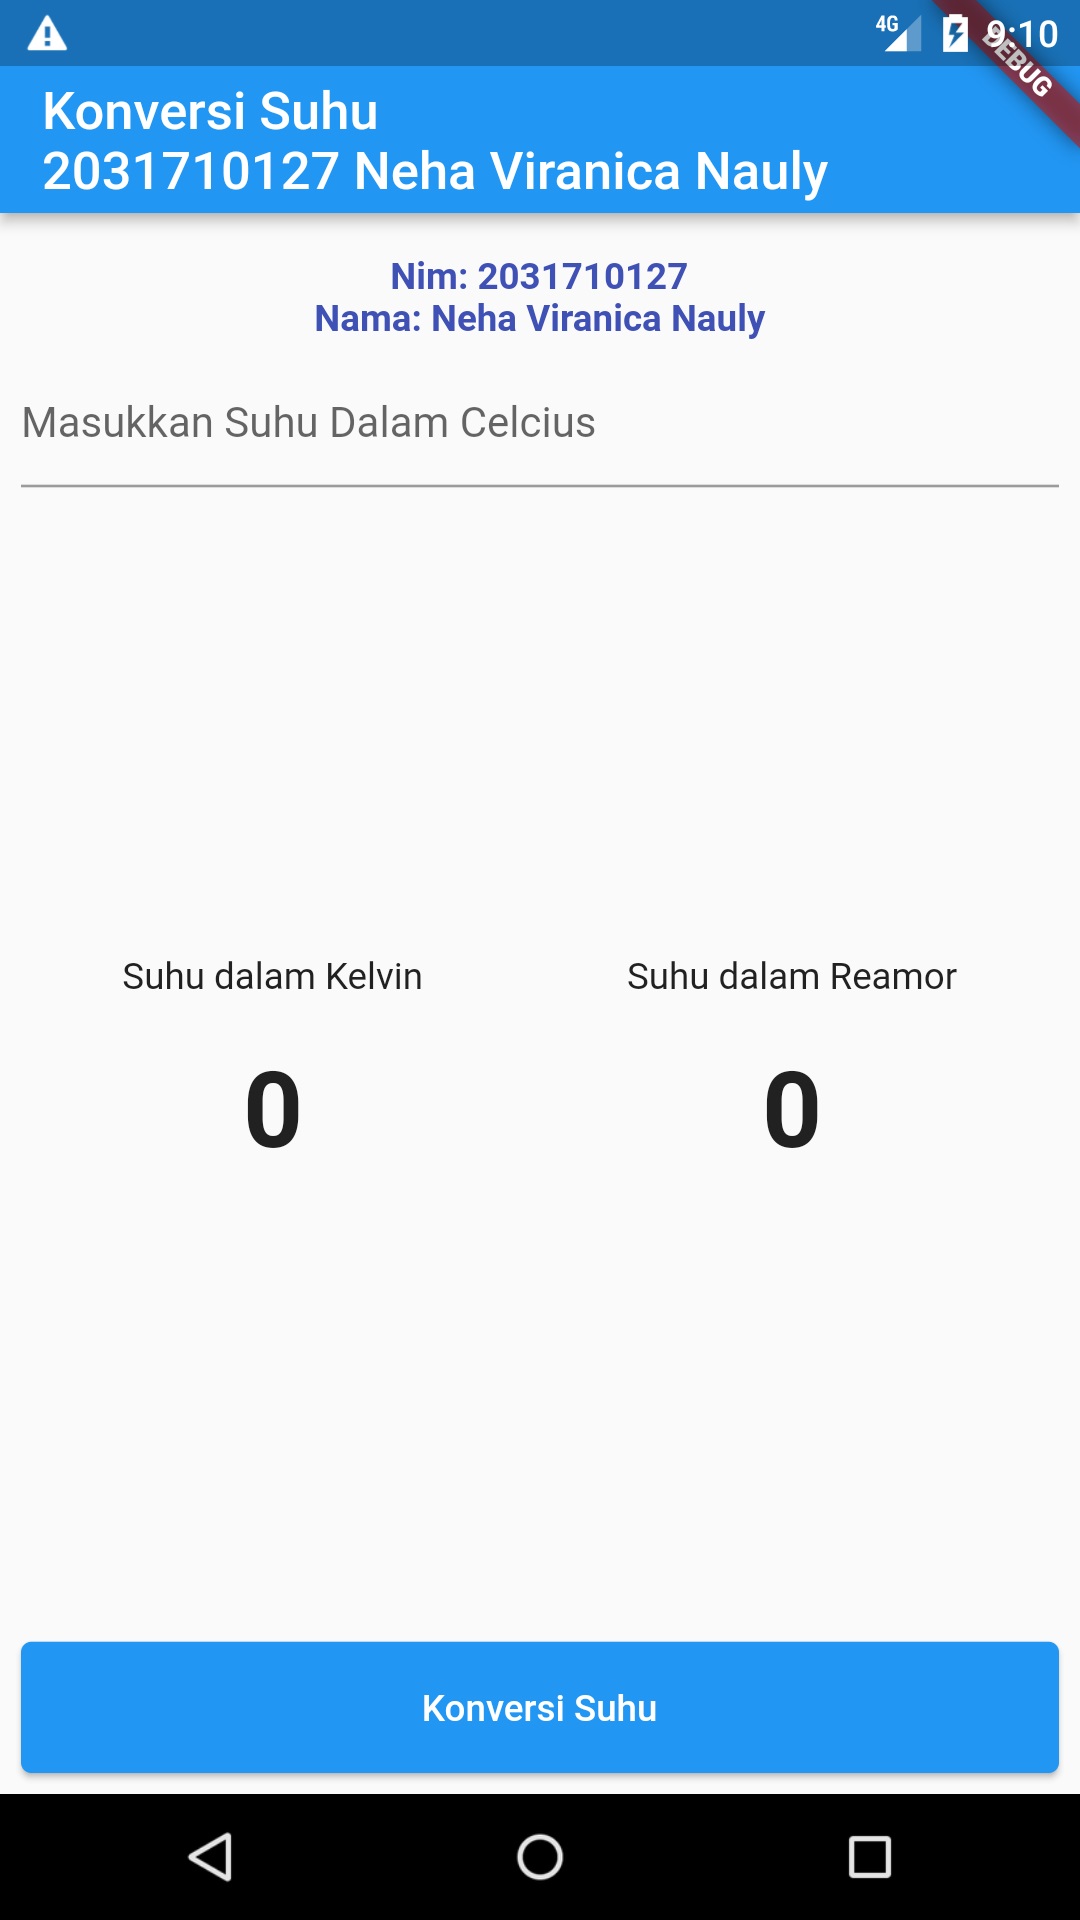 4G 9:10
DEBUG
Konversi Suhu
2031710127 Neha Viranica Nauly
Nim: 2031710127
Nama: Neha Viranica Nauly
Masukkan Suhu Dalam Celcius
Suhu dalam Kelvin Suhu dalam Reamor
0 0
Konversi Suhu